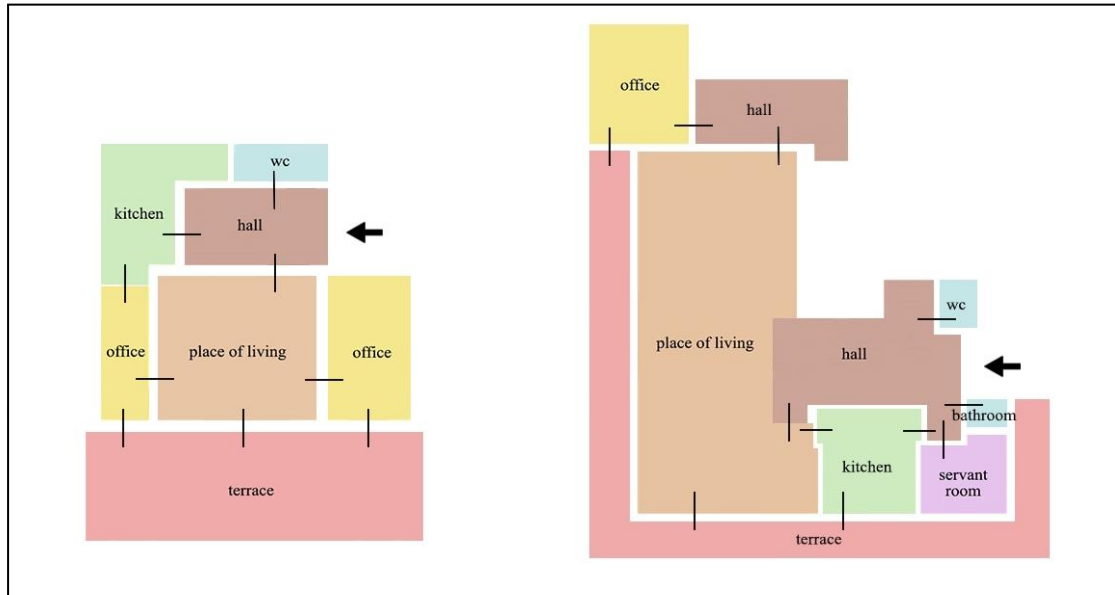 wc
kitchen
hall
office
place of living
office
terrace
office
hall
place of living
hall
wc
bathroom
kitchen
servant
room
terrace